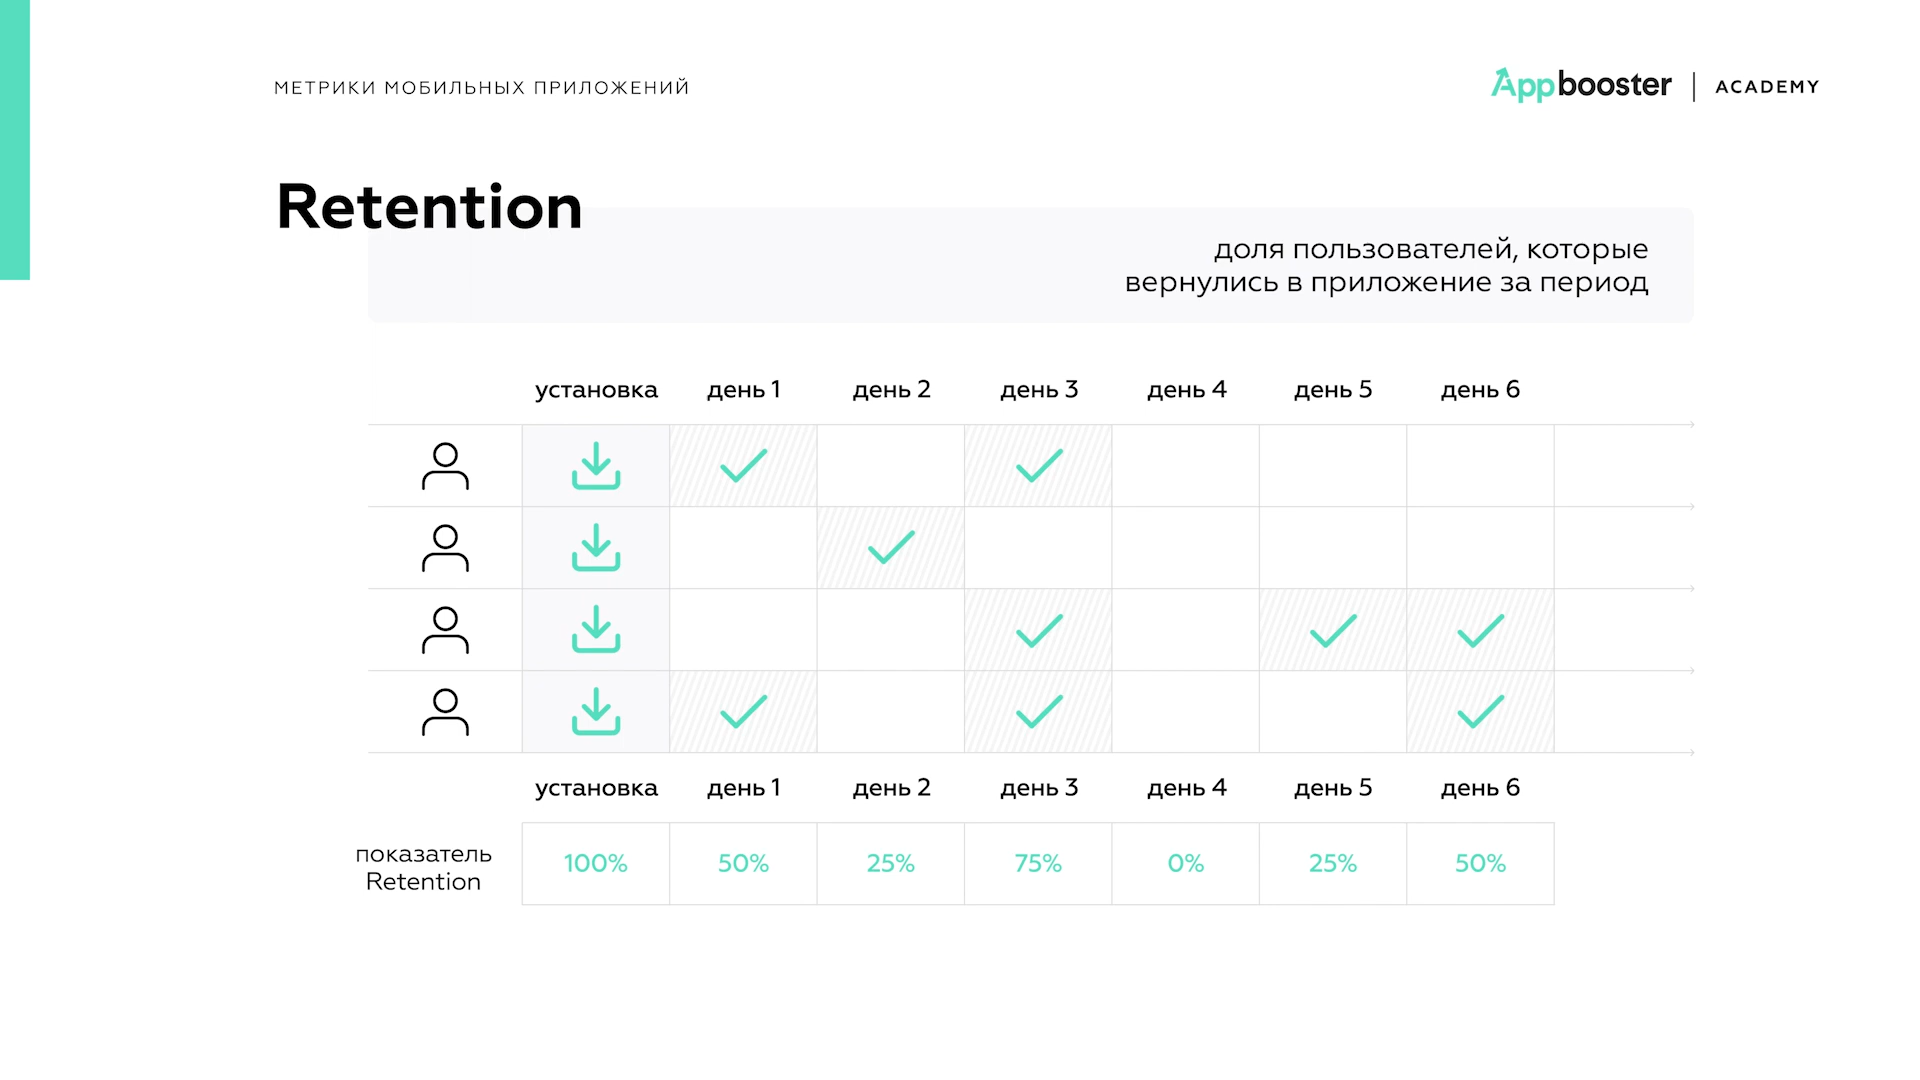 МЕТРИКИ МОБИЛЬНЫХ ПРИЛОЖЕНИЙ
Appbooster | ACADEMY
Retention
доля пользователей, которые
вернулись в приложение за период
установка день 1 день 2 день 3 день 4 день 5 день 6
установка день 1 день 2 день 3 день 4 день 5 день 6
показатель
Retention
100% 50% 25% 75% 0% 25% 50%